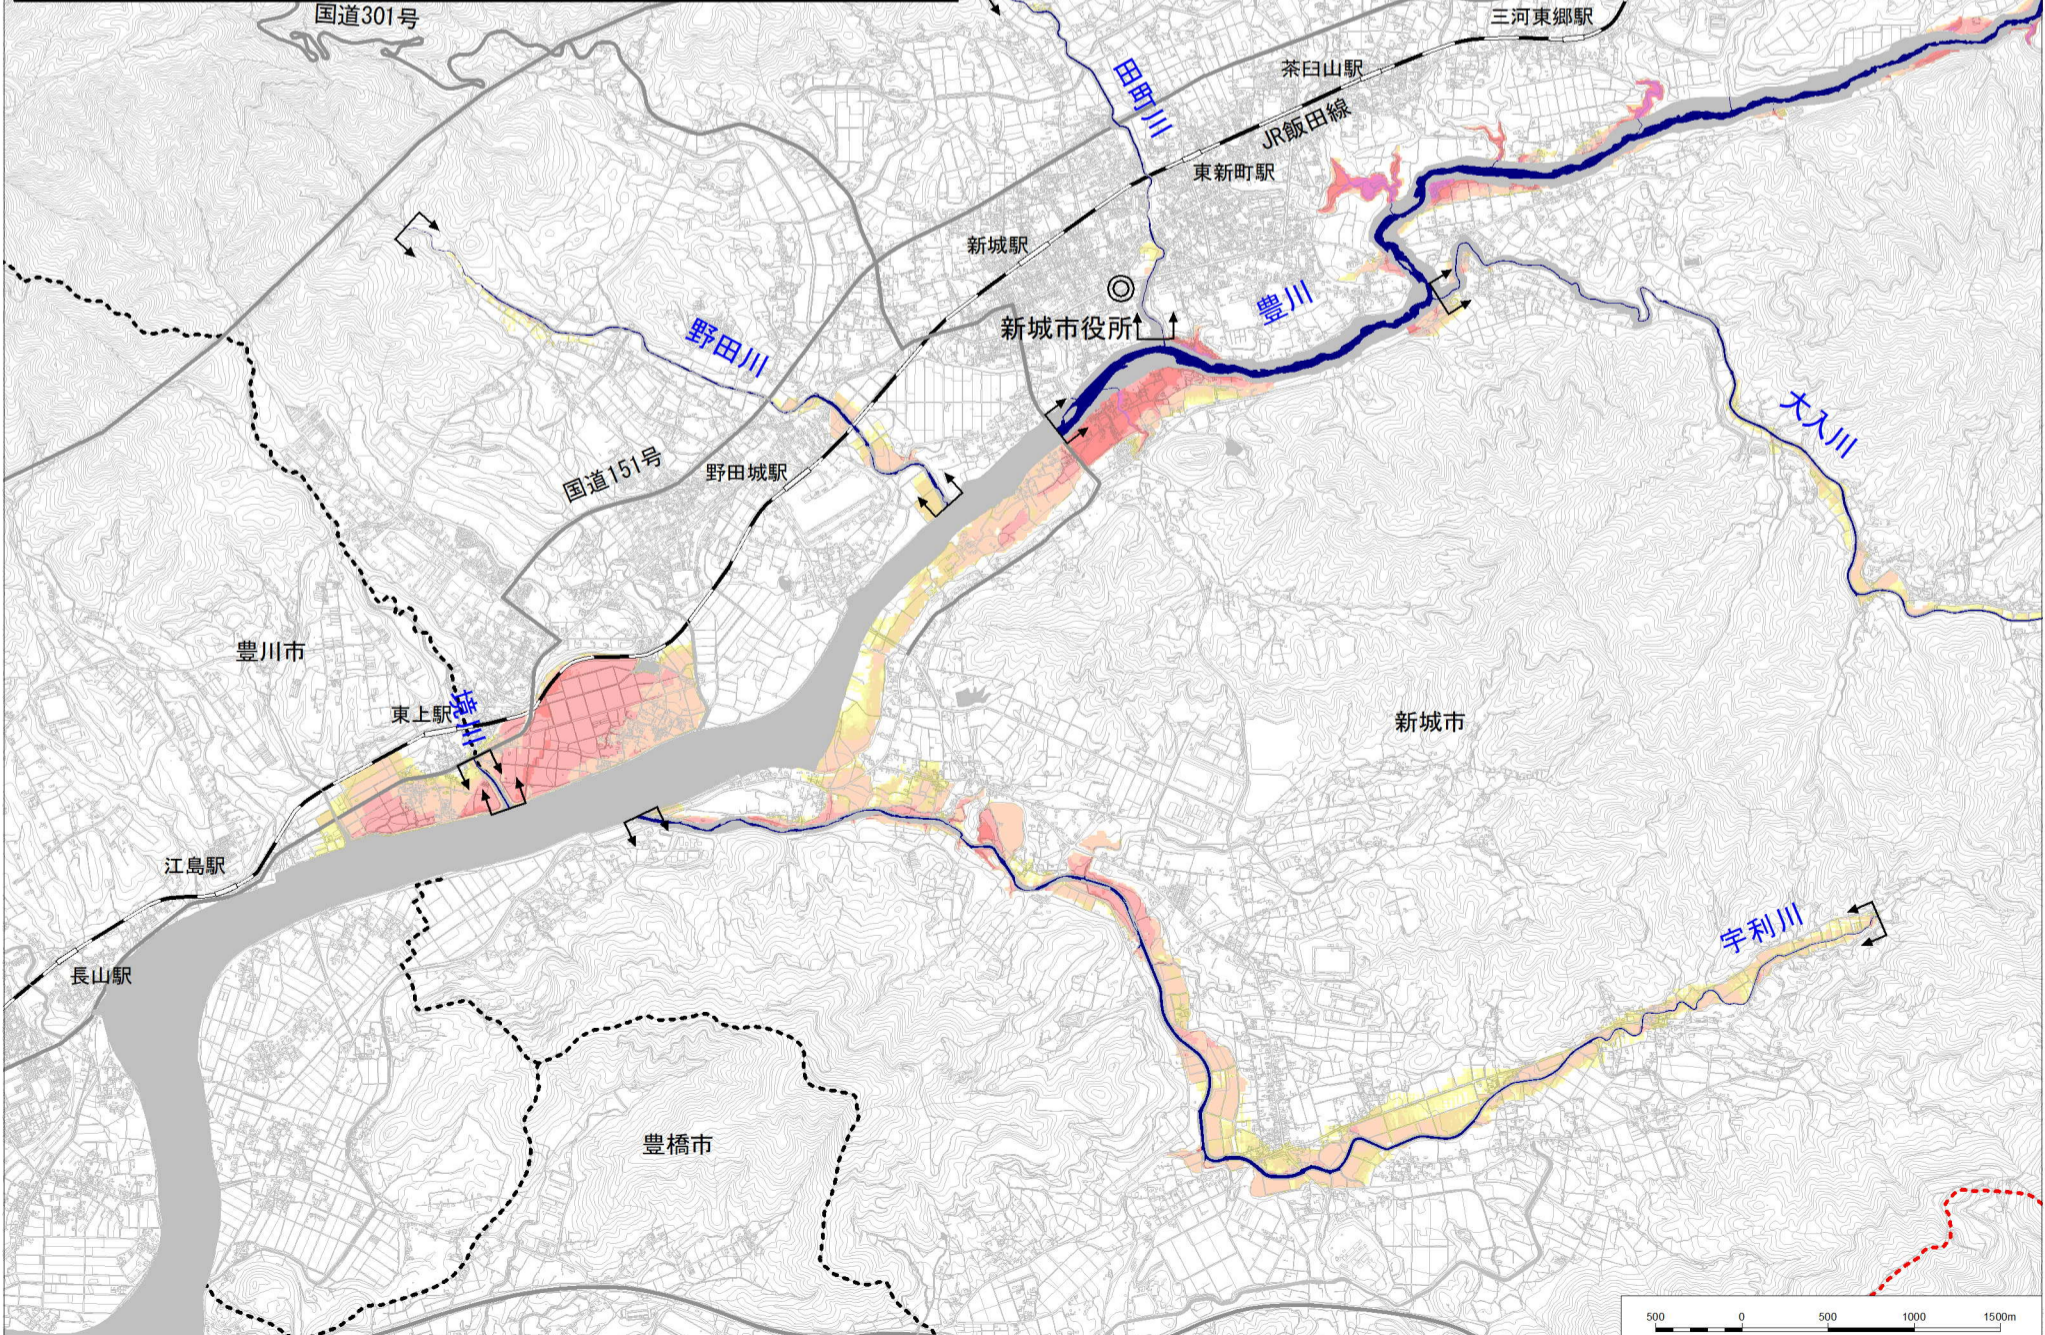 国道301号
三河東郷駅
田町川
茶臼山駅
JR飯田線
東新町駅
新城駅
豊川
新城市役所
野田川
大入川
国道151号
野田城駅
豊川市
境川
東上駅
新城市
江島駅
宇利川
長山駅
豊橋市
500 0 500 1000 1500m